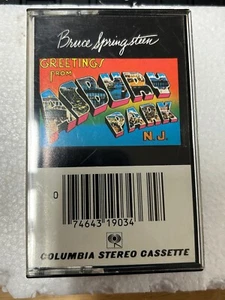 Bruce Springsteen
GREETINGS
FROM
ASBURY
PARK
N.J.
0
74643 19034
COLUMBIA STEREO CASSETTE